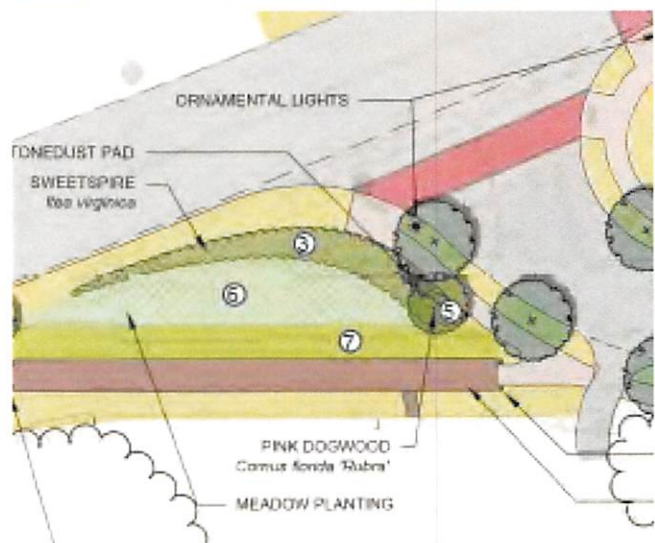 ORNAMENTAL LIGHTS
TONEDUST PAD
SWEETSPIRE
Itea virginica
3
6
5
7
PINK DOGWOOD
Cornus florida 'Rubra'
MEADOW PLANTING